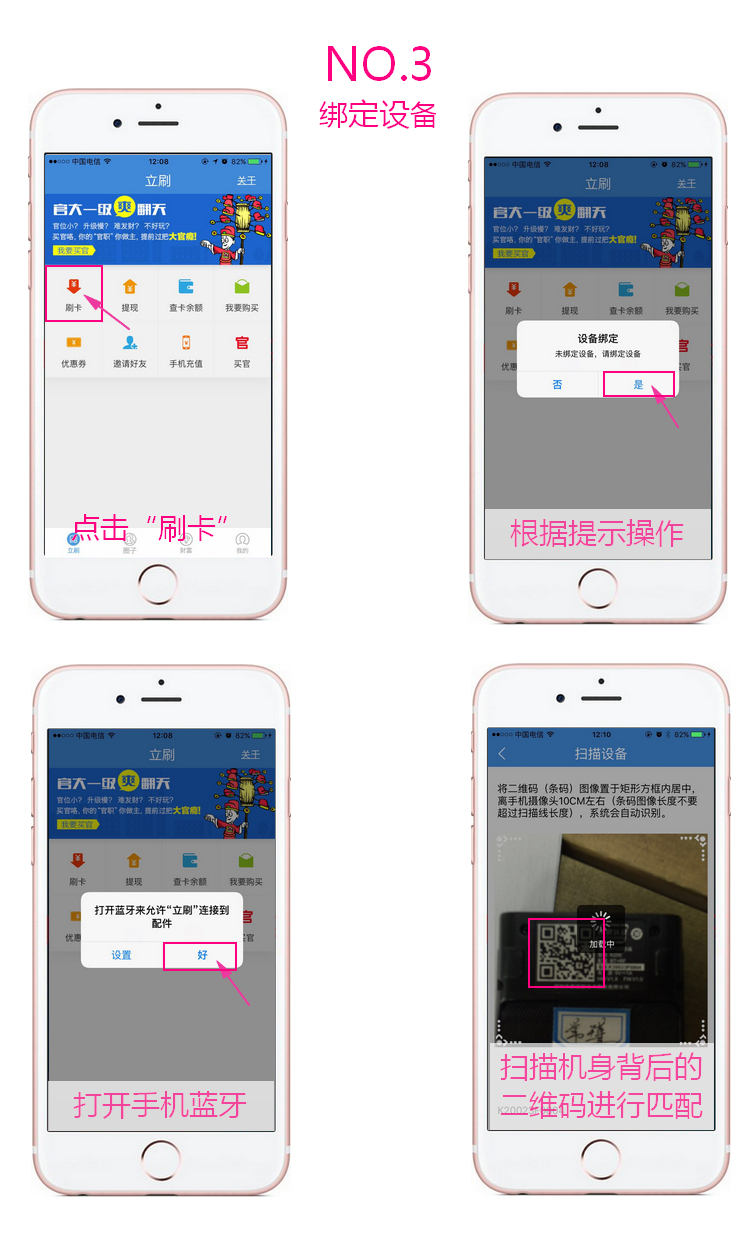 NO.3
绑定设备
中国电信 12:08 82%
立刷 关于
官大一级 爽 翻天
官位小? 升级慢? 难发财? 不好玩?
买官咯, 你的"官职"你做主, 提前过把大官瘾!
我要买官
刷卡 提现 查卡余额 我要购买
优惠券 邀请好友 手机充值 买官
点击“刷卡”
立刷 圈子 财富 我的
中国电信 12:08 82%
立刷 关于
官大一级 爽 翻天
官位小? 升级慢? 难发财? 不好玩?
买官咯, 你的"官职"你做主, 提前过把大官瘾!
我要买官
刷卡 提现 查卡余额 我要购买
设备绑定
未绑定设备, 请绑定设备
优惠 官
否 是
根据提示操作
中国电信 12:08 82%
立刷 关于
官大一级 爽 翻天
官位小? 升级慢? 难发财? 不好玩?
买官咯, 你的"官职"你做主, 提前过把大官瘾!
我要买官
刷卡 提现 查卡余额 我要购买
打开蓝牙来允许“立刷”连接到
配件
优惠 官
设置 好
打开手机蓝牙
中国电信 12:10 82%
扫描设备
将二维码（条码）图像置于矩形方框内居中,
离手机摄像头10CM左右（条码图像长度不要
超过扫描线长度）, 系统会自动识别。
加载中
扫描机身背后的
二维码进行匹配